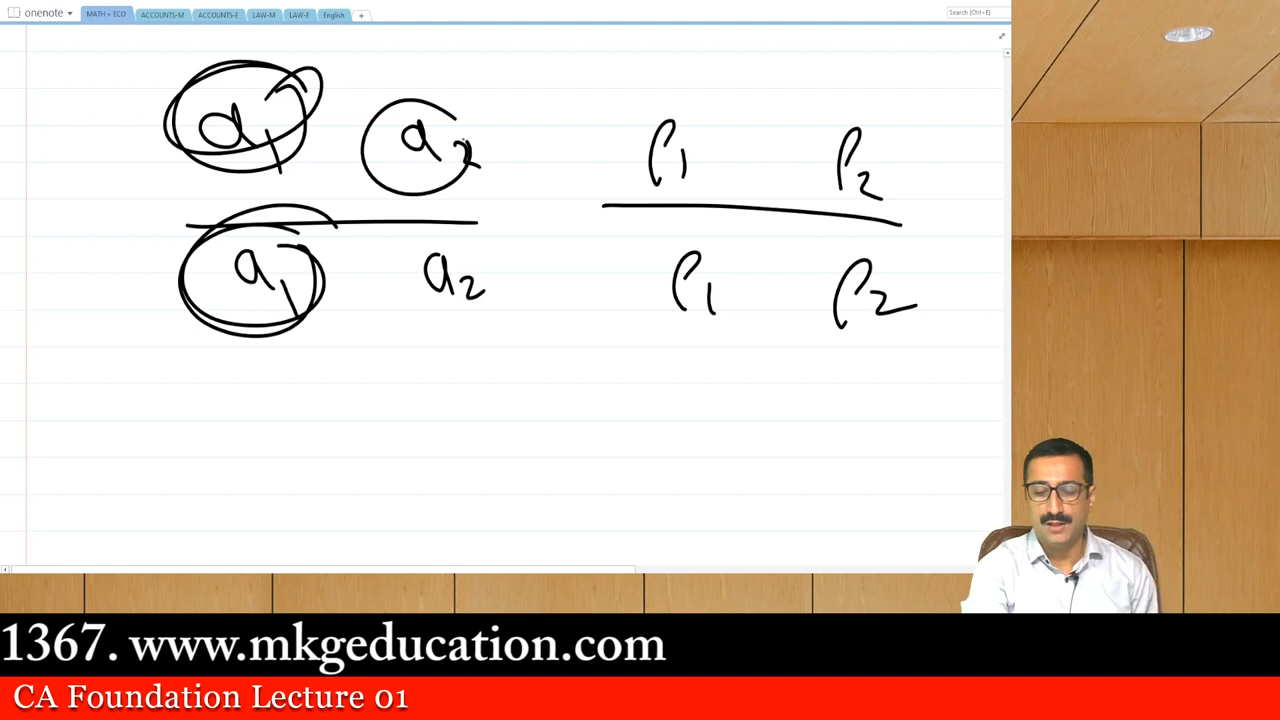 onenote MATH + ECO ACCOUNTS-M ACCOUNTS-E LAW-M LAW-E English + Search (Ctrl+E)
a1 a2 P1 P2
a1 a2 P1 P2
1367. www.mkgeducation.com
CA Foundation Lecture 01